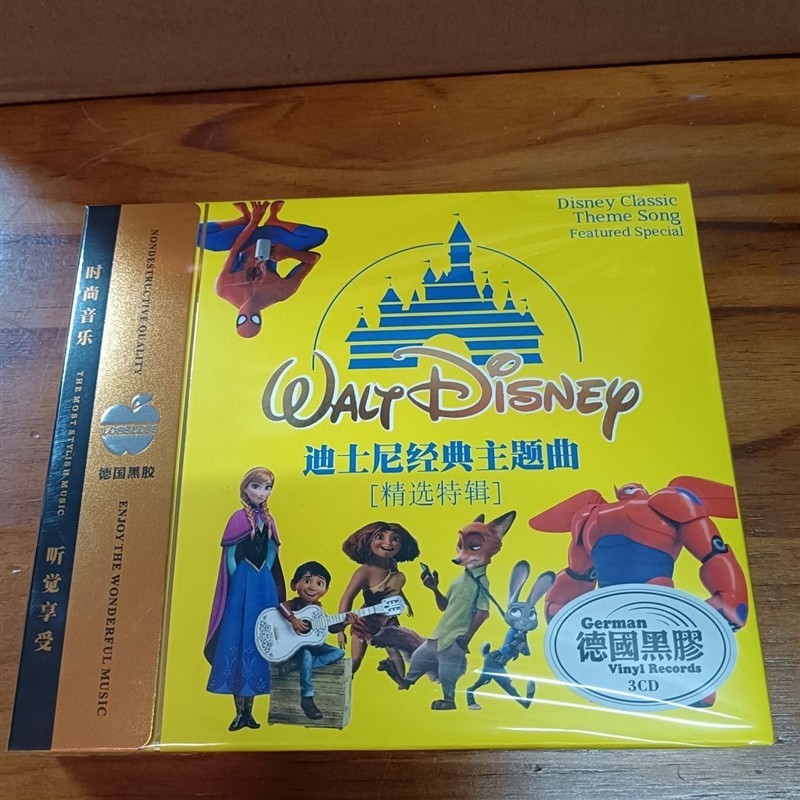 时尚音乐
THE MOST STYLISH MUSIC
听觉享受
NONDESTRUCTIVE QUALITY
LOSSLESS
德国黑胶
ENJOY THE WONDERFUL MUSIC
Disney Classic
Theme Song
Featured Special
WALT DISNEY
迪士尼经典主题曲
[精选特辑]
German
德國黑膠
Vinyl Records
3CD